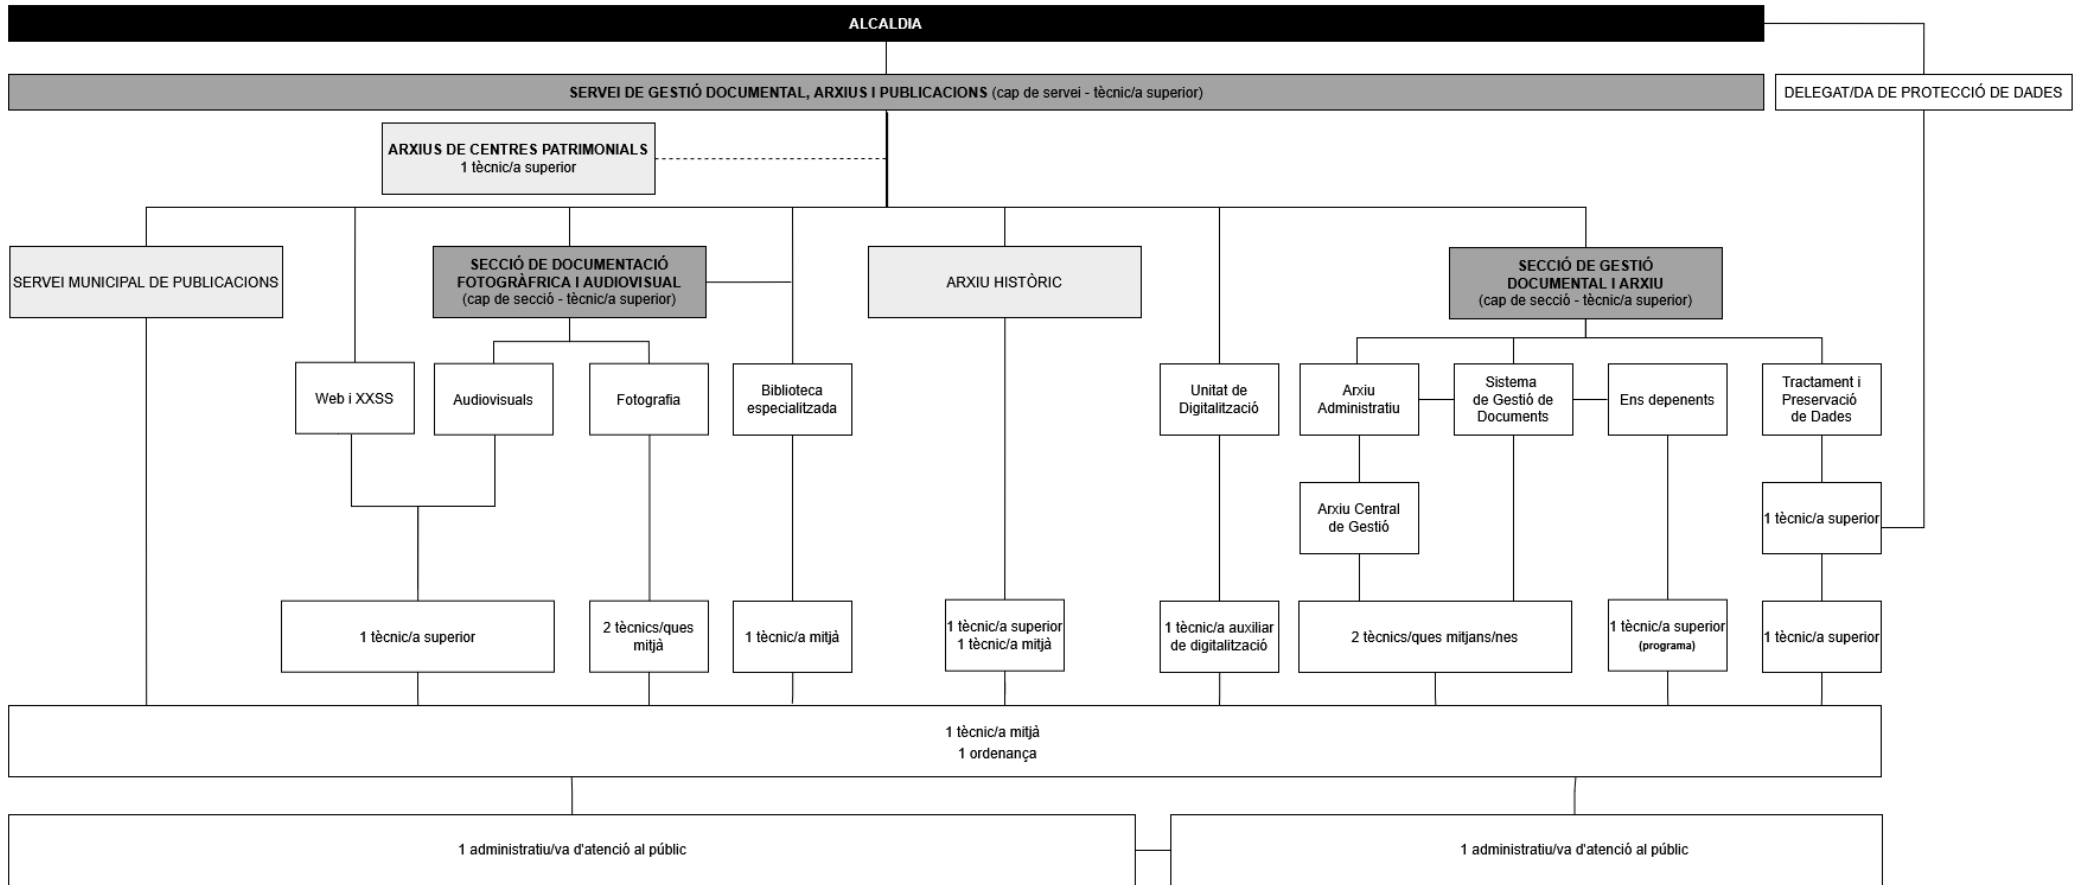 ALCALDIA
SERVEI DE GESTIÓ DOCUMENTAL, ARXIUS I PUBLICACIONS (cap de servei - tècnic/a superior)
DELEGAT/DA DE PROTECCIÓ DE DADES
ARXIUS DE CENTRES PATRIMONIALS
1 tècnic/a superior
SERVEI MUNICIPAL DE PUBLICACIONS
SECCIÓ DE DOCUMENTACIÓ
FOTOGRÀFRICA I AUDIOVISUAL
(cap de secció - tècnic/a superior)
ARXIU HISTÒRIC
SECCIÓ DE GESTIÓ
DOCUMENTAL I ARXIU
(cap de secció - tècnic/a superior)
Web i XXSS
Audiovisuals
Fotografia
Biblioteca
especialitzada
Unitat de
Digitalització
Arxiu
Administratiu
Sistema
de Gestió de
Documents
Ens depenents
Tractament i
Preservació
de Dades
Arxiu Central
de Gestió
1 tècnic/a superior
1 tècnic/a superior
2 tècnics/ques
mitjà
1 tècnic/a mitjà
1 tècnic/a superior
1 tècnic/a mitjà
1 tècnic/a auxiliar
de digitalització
2 tècnics/ques mitjans/nes
1 tècnic/a superior
(programa)
1 tècnic/a superior
1 tècnic/a mitjà
1 ordenança
1 administratiu/va d'atenció al públic
1 administratiu/va d'atenció al públic